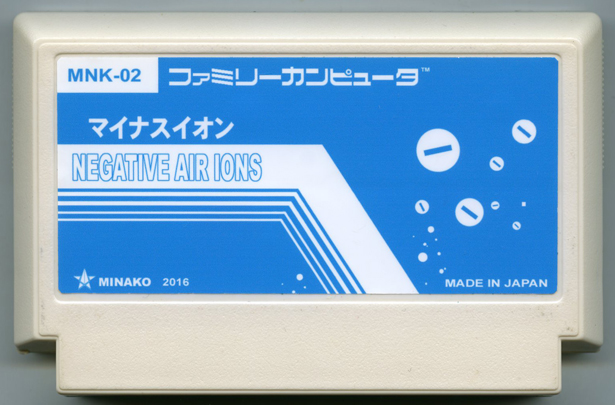 MNK-02 ファミリーカンピュータ™
マイナスイオン
NEGATIVE AIR IONS
MINAKO 2016
MADE IN JAPAN